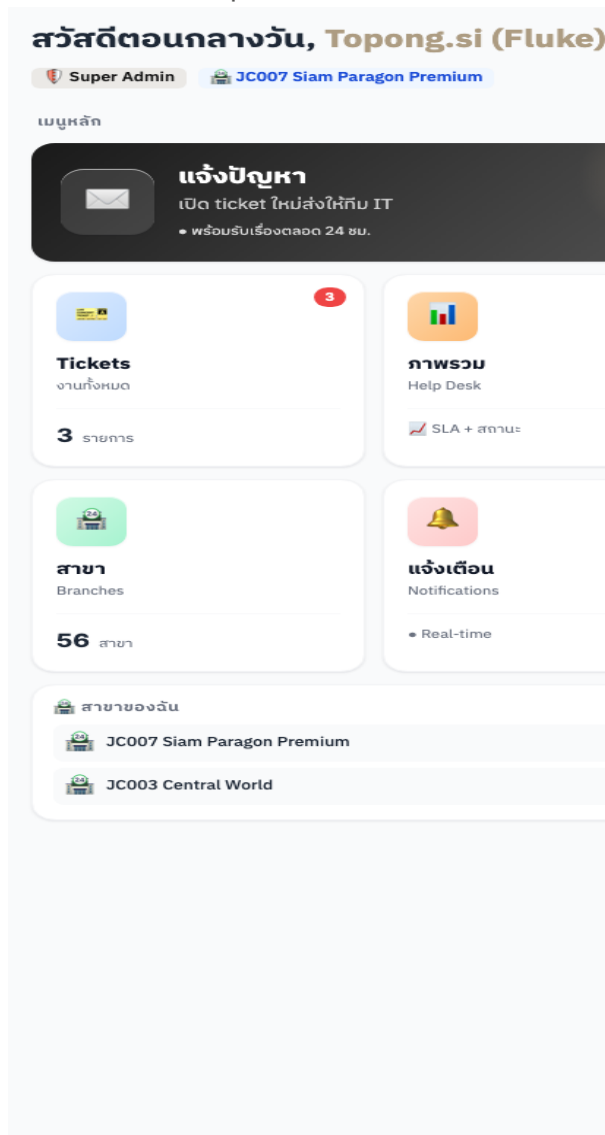 สวัสดีตอนกลางวัน, Topong.si (Fluke)
Super Admin JC007 Siam Paragon Premium
เมนูหลัก
แจ้งปัญหา
เปิด ticket ใหม่ส่งให้ทีม IT
• พร้อมรับเรื่องตลอด 24 ชม.
3
Tickets
งานทั้งหมด
3 รายการ
ภาพรวม
Help Desk
SLA + สถานะ
สาขา
Branches
56 สาขา
แจ้งเตือน
Notifications
• Real-time
สาขาของฉัน
JC007 Siam Paragon Premium
JC003 Central World